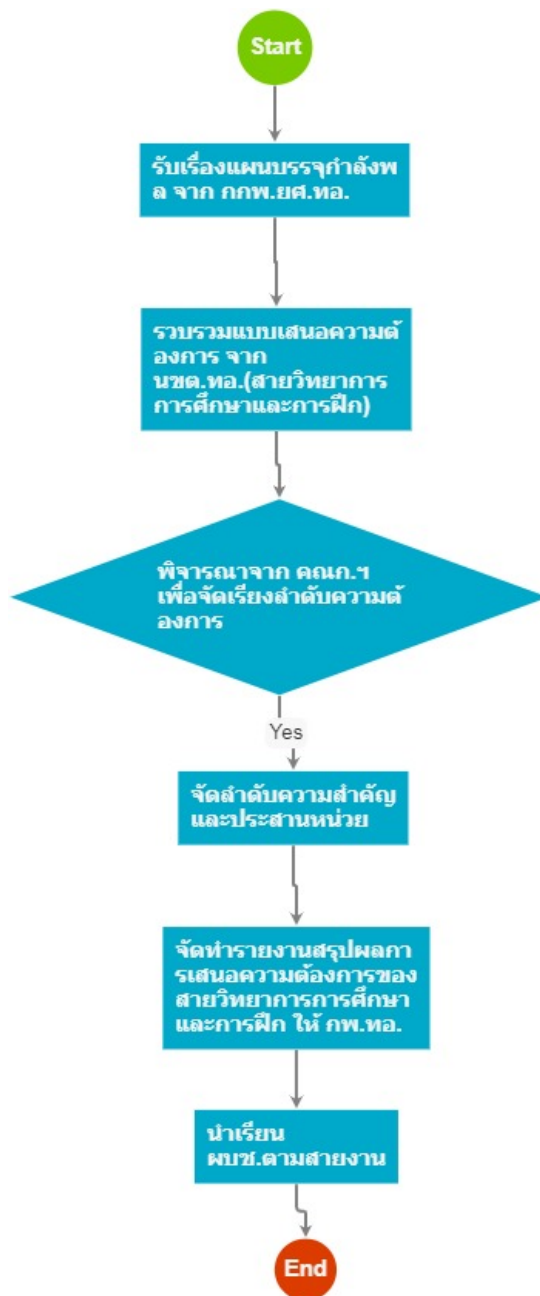 Start
รับเรื่องแผนบรรจุกำลังพ
ล จาก กกพ.ยศ.ทอ.
รวบรวมแบบเสนอความต้
องการ จาก
นขต.ทอ.(สายวิทยาการ
การศึกษาและการฝึก)
พิจารณาจาก คณก.ฯ
เพื่อจัดเรียงลำดับความต้
องการ
Yes
จัดลำดับความสำคัญ
และประสานหน่วย
จัดทำรายงานสรุปผลกา
รเสนอความต้องการของ
สายวิทยาการการศึกษา
และการฝึก ให้ กพ.ทอ.
นำเรียน
ผบช.ตามสายงาน
End